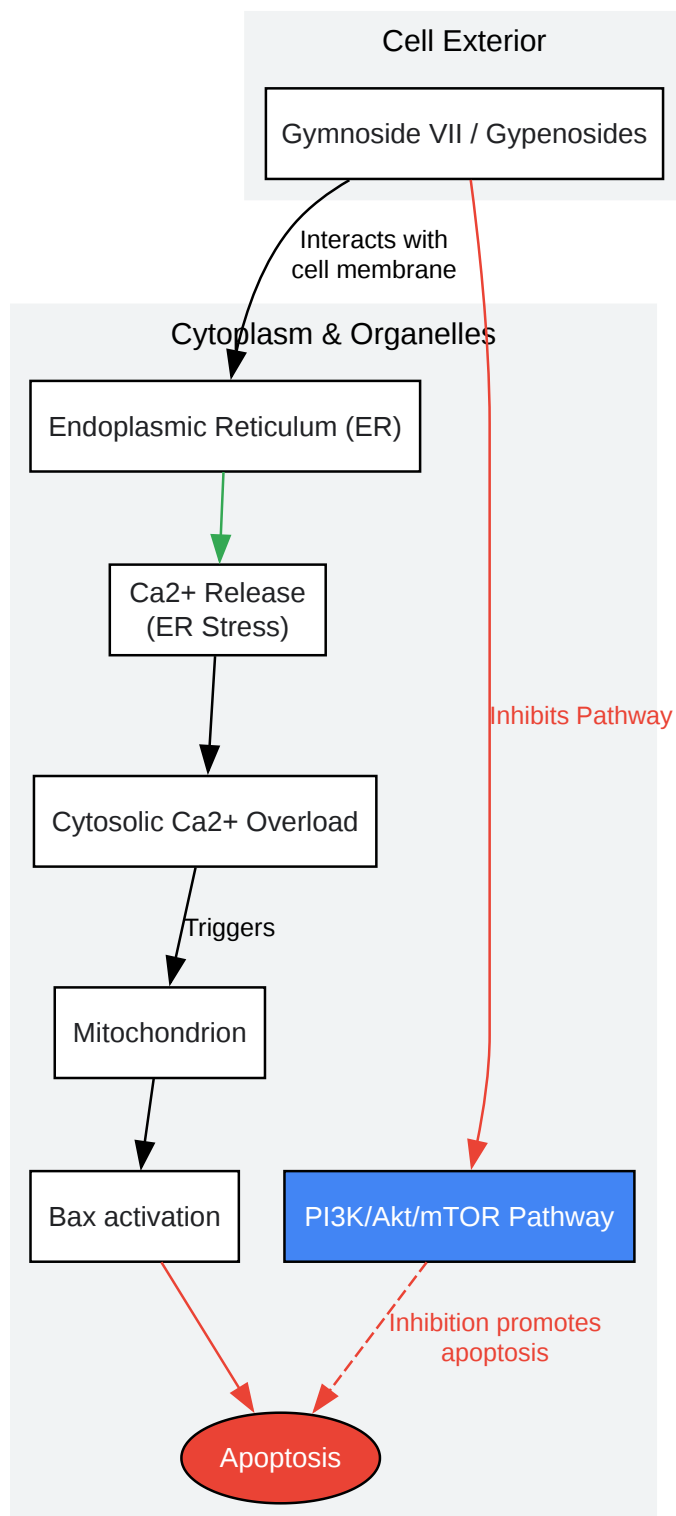 Cell Exterior
Gymnoside VII / Gypenosides
Interacts with
cell membrane
Cytoplasm & Organelles
Endoplasmic Reticulum (ER)
Ca2+ Release
(ER Stress)
Inhibits Pathway
Cytosolic Ca2+ Overload
Triggers
Mitochondrion
Bax activation
PI3K/Akt/mTOR Pathway
Inhibition promotes
apoptosis
Apoptosis